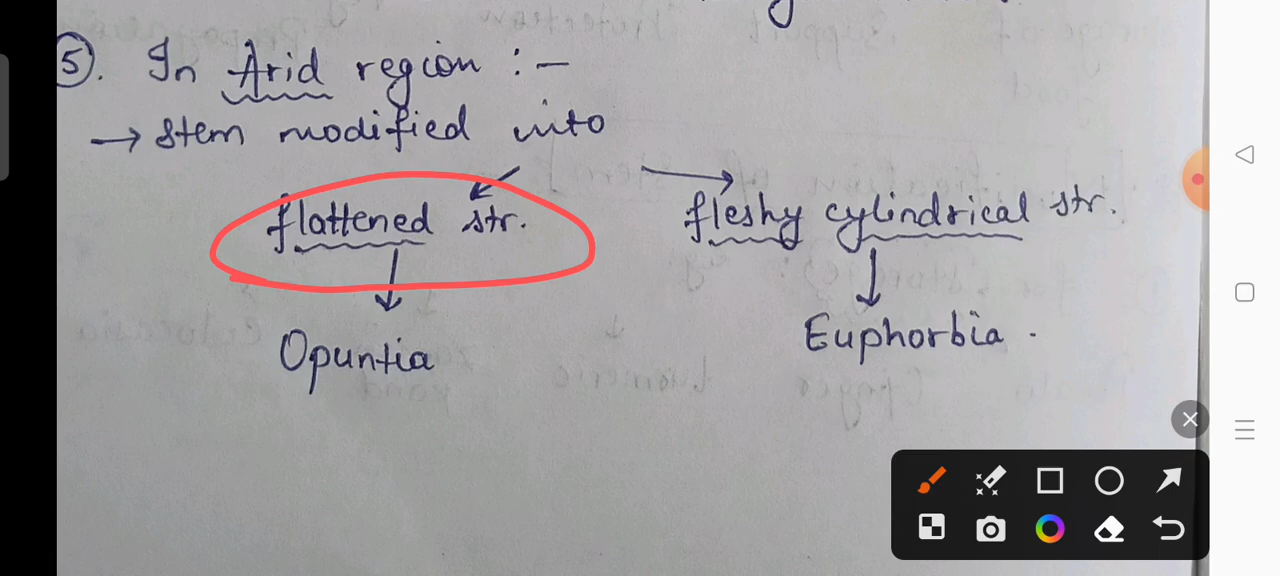 5. In Arid region :-
→ Stem modified into
flattened str. fleshy cylindrical str.
Opuntia Euphorbia .